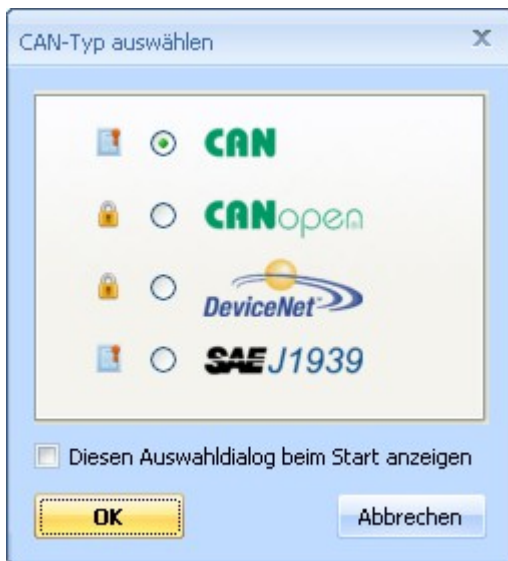 CAN-Typ auswählen
CAN
CANopen
DeviceNet
SAE J1939
Diesen Auswahldialog beim Start anzeigen
OK
Abbrechen